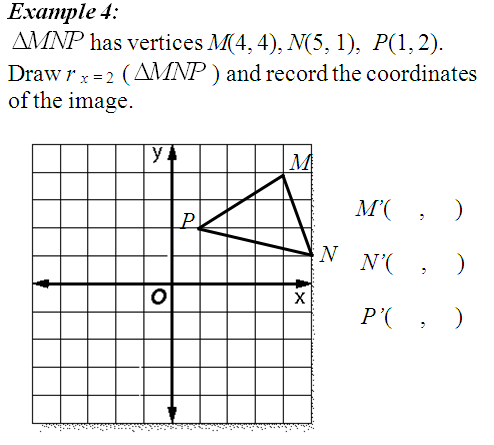 Example 4:
△MNP has vertices M(4, 4), N(5, 1), P(1, 2).
Draw r x = 2 ( △MNP ) and record the coordinates
of the image.
y
M
P
M'( , )
N
N'( , )
O
x
P'( , )